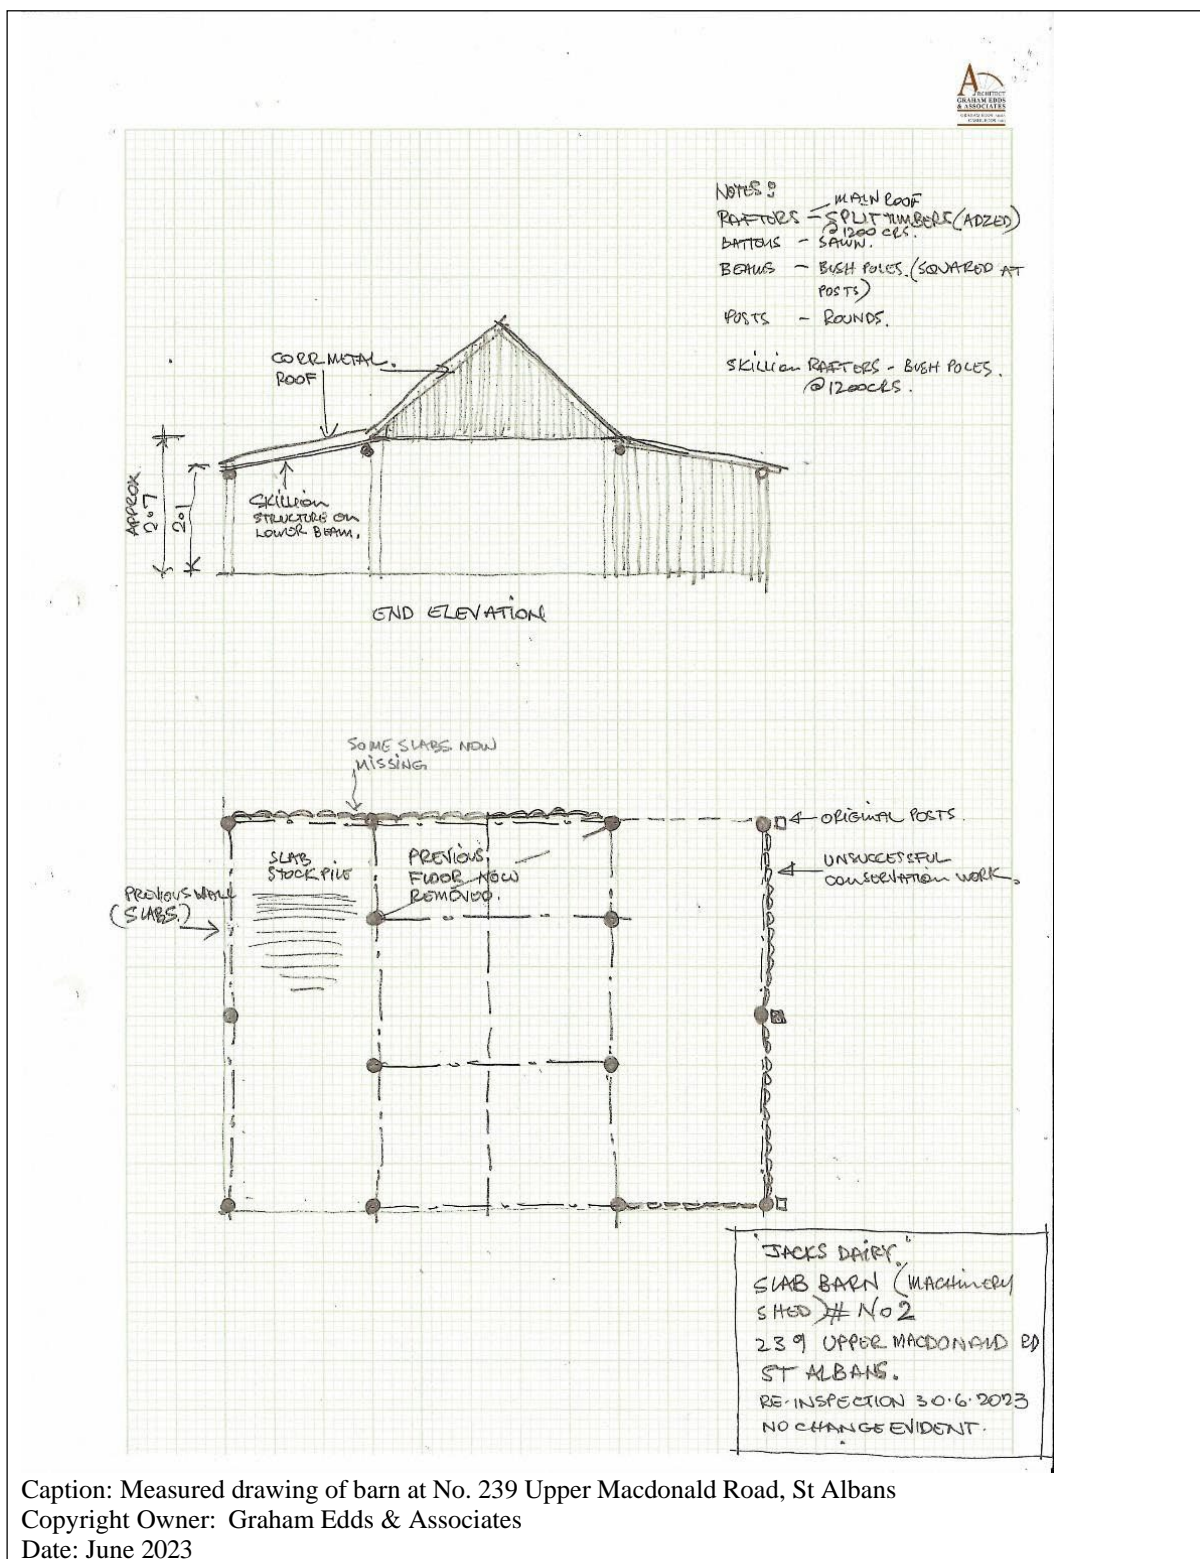 ARCHITECT
GRAHAM EDDS
& ASSOCIATES
NOTES:
MAIN ROOF
RAFTORS - SPLIT TIMBERS (ADZED)
@ 1200 CRS.
BATTONS - SAWN.
BEAMS - BUSH POLES. (SQUARED AT
POSTS)
POSTS - ROUNDS.
SKILLION RAFTERS - BUSH POLES.
@ 1200 CRS.
CORR METAL.
ROOF
APPROX
2.7
2.1
SKILLION
STRUCTURE ON
LOWER BEAM.
END ELEVATION
SOME SLABS NOW
MISSING
ORIGINAL POSTS.
SLAB
STOCKPILE
PREVIOUS
FLOOR NOW
REMOVED.
UNSUCCESSFUL
CONSERVATION WORK.
PREVIOUS WALL
(SLABS.)
"JACKS DAIRY."
SLAB BARN (MACHINERY
SHED) # No 2
239 UPPER MACDONALD RD
ST ALBANS.
RE-INSPECTION 30.6.2023
NO CHANGE EVIDENT.
Caption: Measured drawing of barn at No. 239 Upper Macdonald Road, St Albans
Copyright Owner: Graham Edds & Associates
Date: June 2023